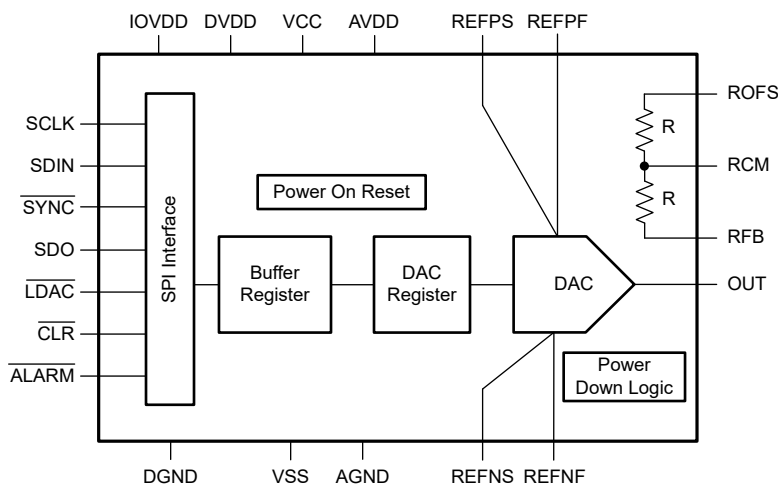 IOVDD DVDD VCC AVDD REFPS REFPF
SCLK
SDIN
SYNC
SDO
LDAC
CLR
ALARM
SPI Interface
Power On Reset
Buffer
Register
DAC
Register
DAC
Power
Down Logic
R
R
ROFS
RCM
RFB
OUT
DGND VSS AGND REFNS REFNF